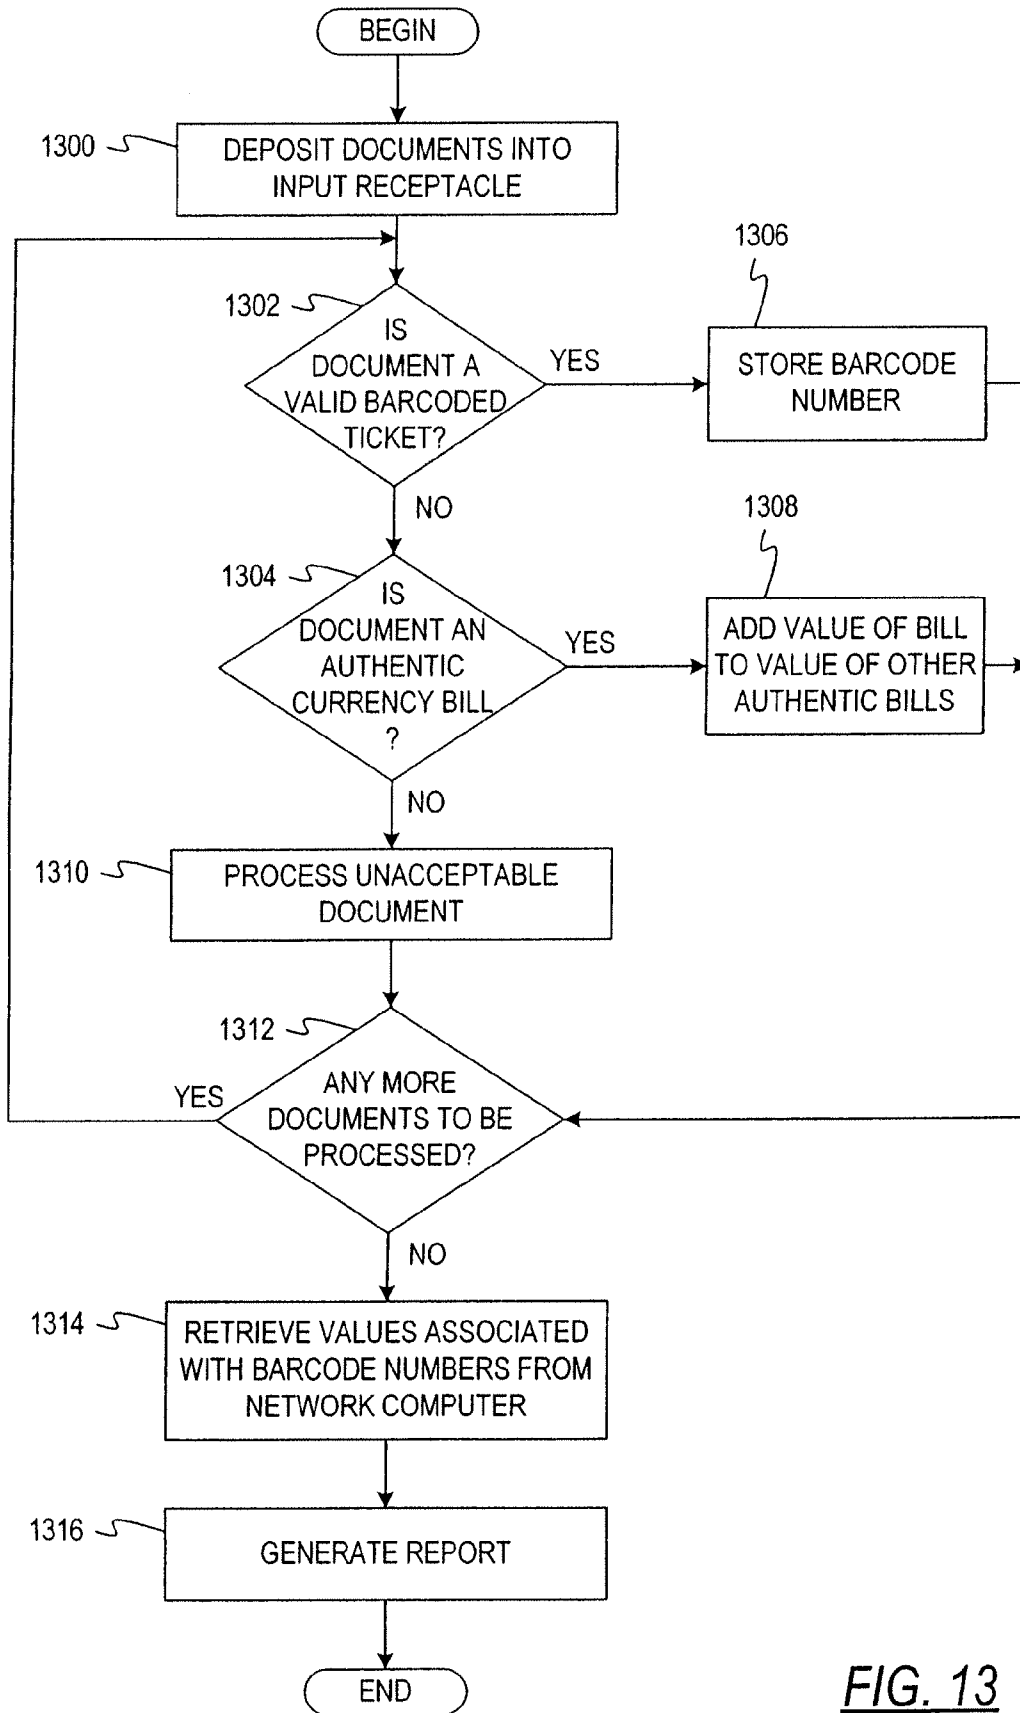 BEGIN
1300
DEPOSIT DOCUMENTS INTO
INPUT RECEPTACLE
1302
IS
DOCUMENT A
VALID BARCODED
TICKET?
YES
1306
STORE BARCODE
NUMBER
NO
1304
IS
DOCUMENT AN
AUTHENTIC
CURRENCY BILL
?
YES
1308
ADD VALUE OF BILL
TO VALUE OF OTHER
AUTHENTIC BILLS
NO
1310
PROCESS UNACCEPTABLE
DOCUMENT
1312
ANY MORE
DOCUMENTS TO BE
PROCESSED?
YES
NO
1314
RETRIEVE VALUES ASSOCIATED
WITH BARCODE NUMBERS FROM
NETWORK COMPUTER
1316
GENERATE REPORT
END
FIG. 13